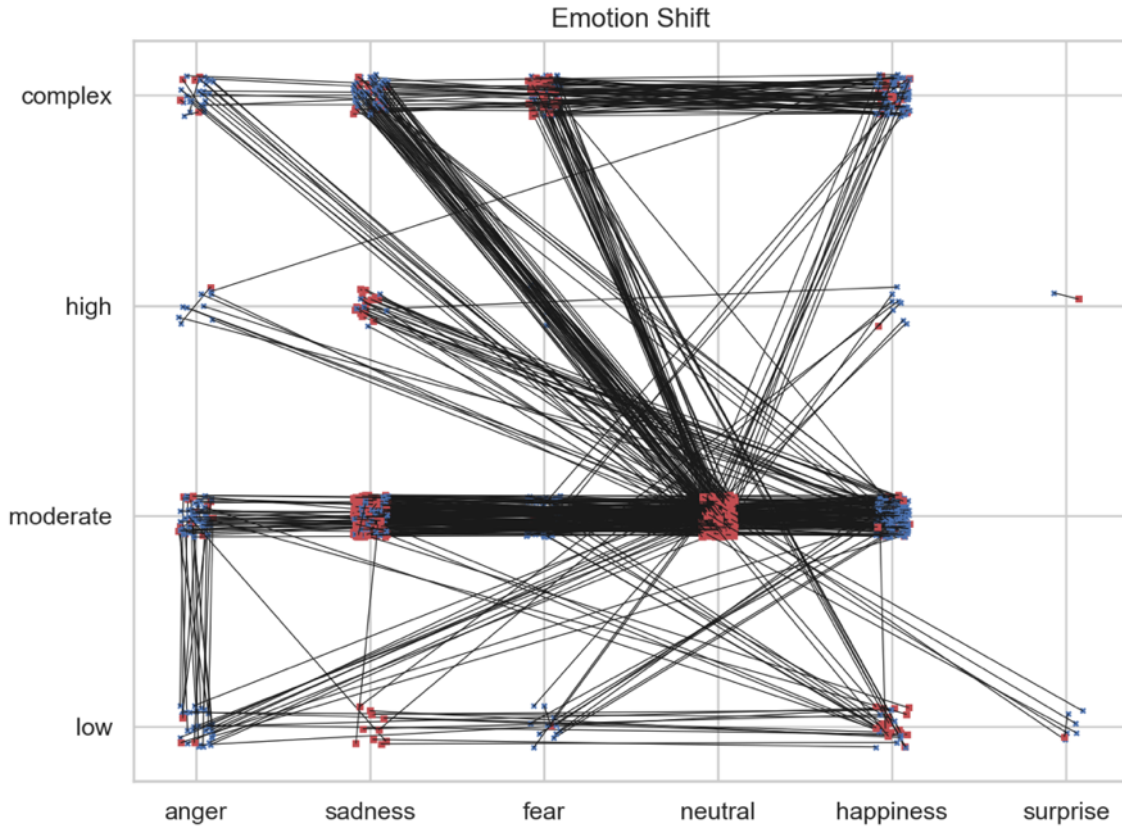 Emotion Shift
complex
high
moderate
low
anger
sadness
fear
neutral
happiness
surprise